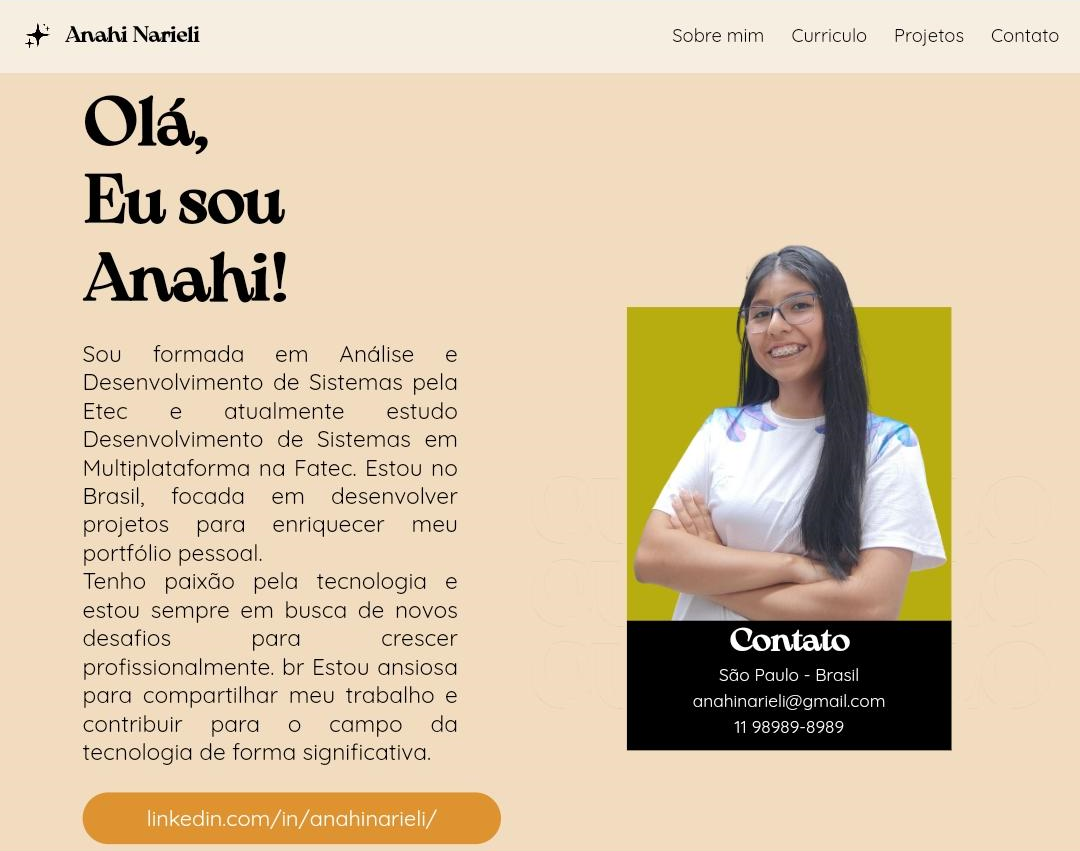 Anahi Narieli
Sobre mim
Curriculo
Projetos
Contato
Olá,
Eu sou
Anahi!
Sou formada em Análise e
Desenvolvimento de Sistemas pela
Etec e atualmente estudo
Desenvolvimento de Sistemas em
Multiplataforma na Fatec. Estou no
Brasil, focada em desenvolver
projetos para enriquecer meu
portfólio pessoal.
Tenho paixão pela tecnologia e
estou sempre em busca de novos
desafios para crescer
profissionalmente. br Estou ansiosa
para compartilhar meu trabalho e
contribuir para o campo da
tecnologia de forma significativa.
linkedin.com/in/anahinarieli/
Contato
São Paulo - Brasil
anahinarieli@gmail.com
11 98989-8989